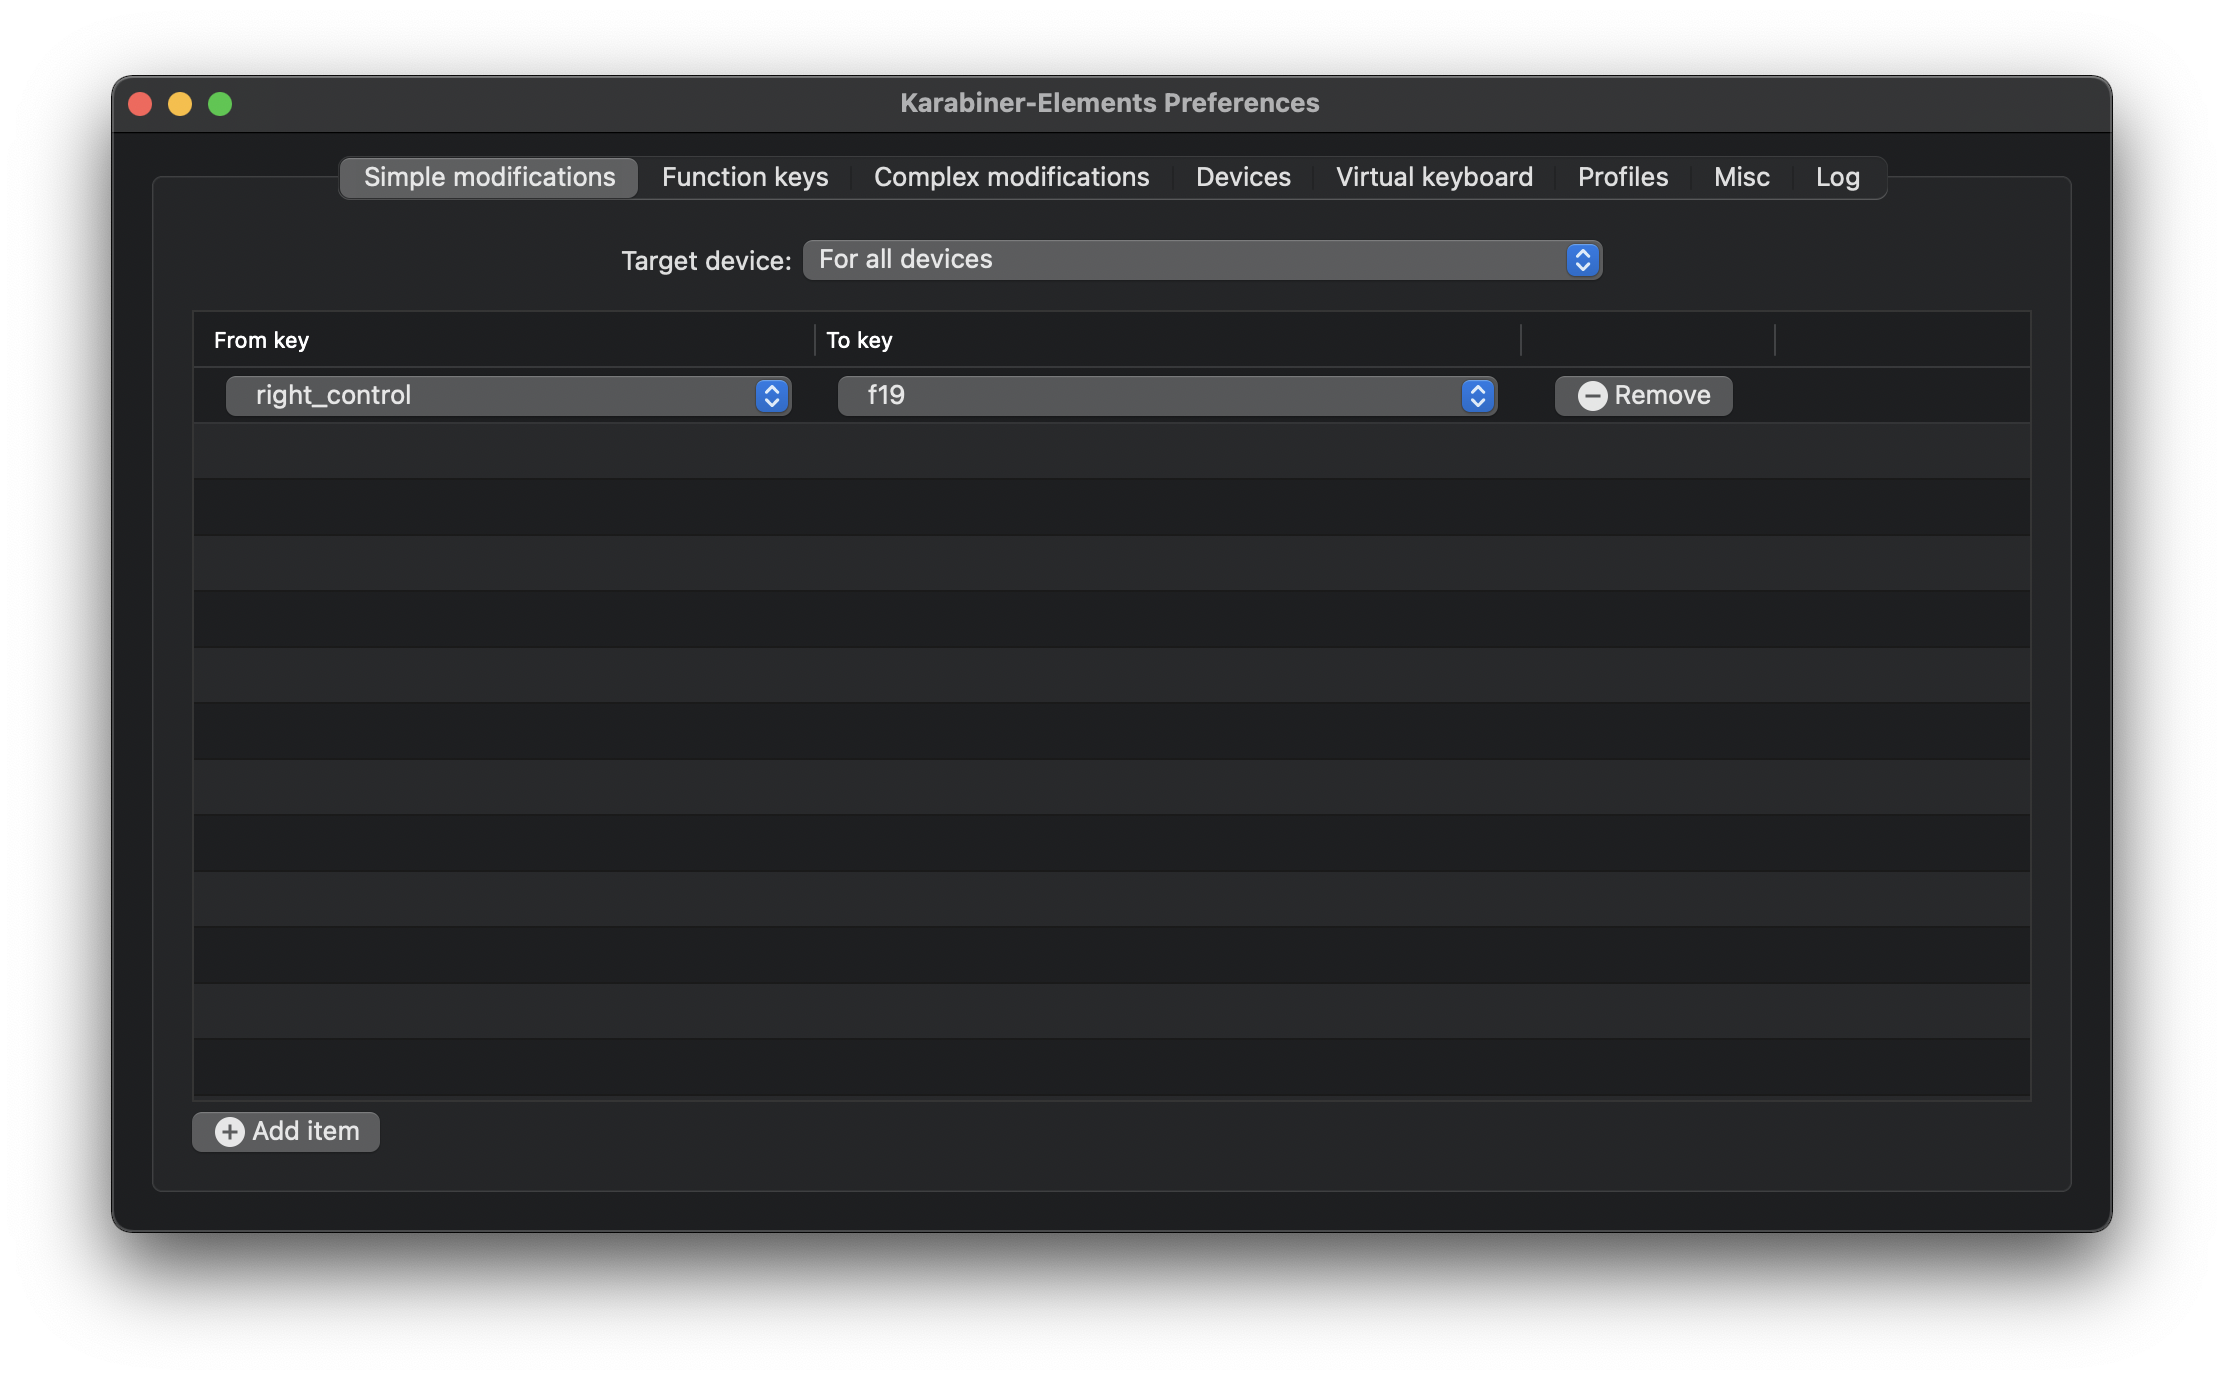 Karabiner-Elements Preferences
Simple modifications Function keys Complex modifications Devices Virtual keyboard Profiles Misc Log
Target device: For all devices
From key To key
right_control f19 Remove
Add item